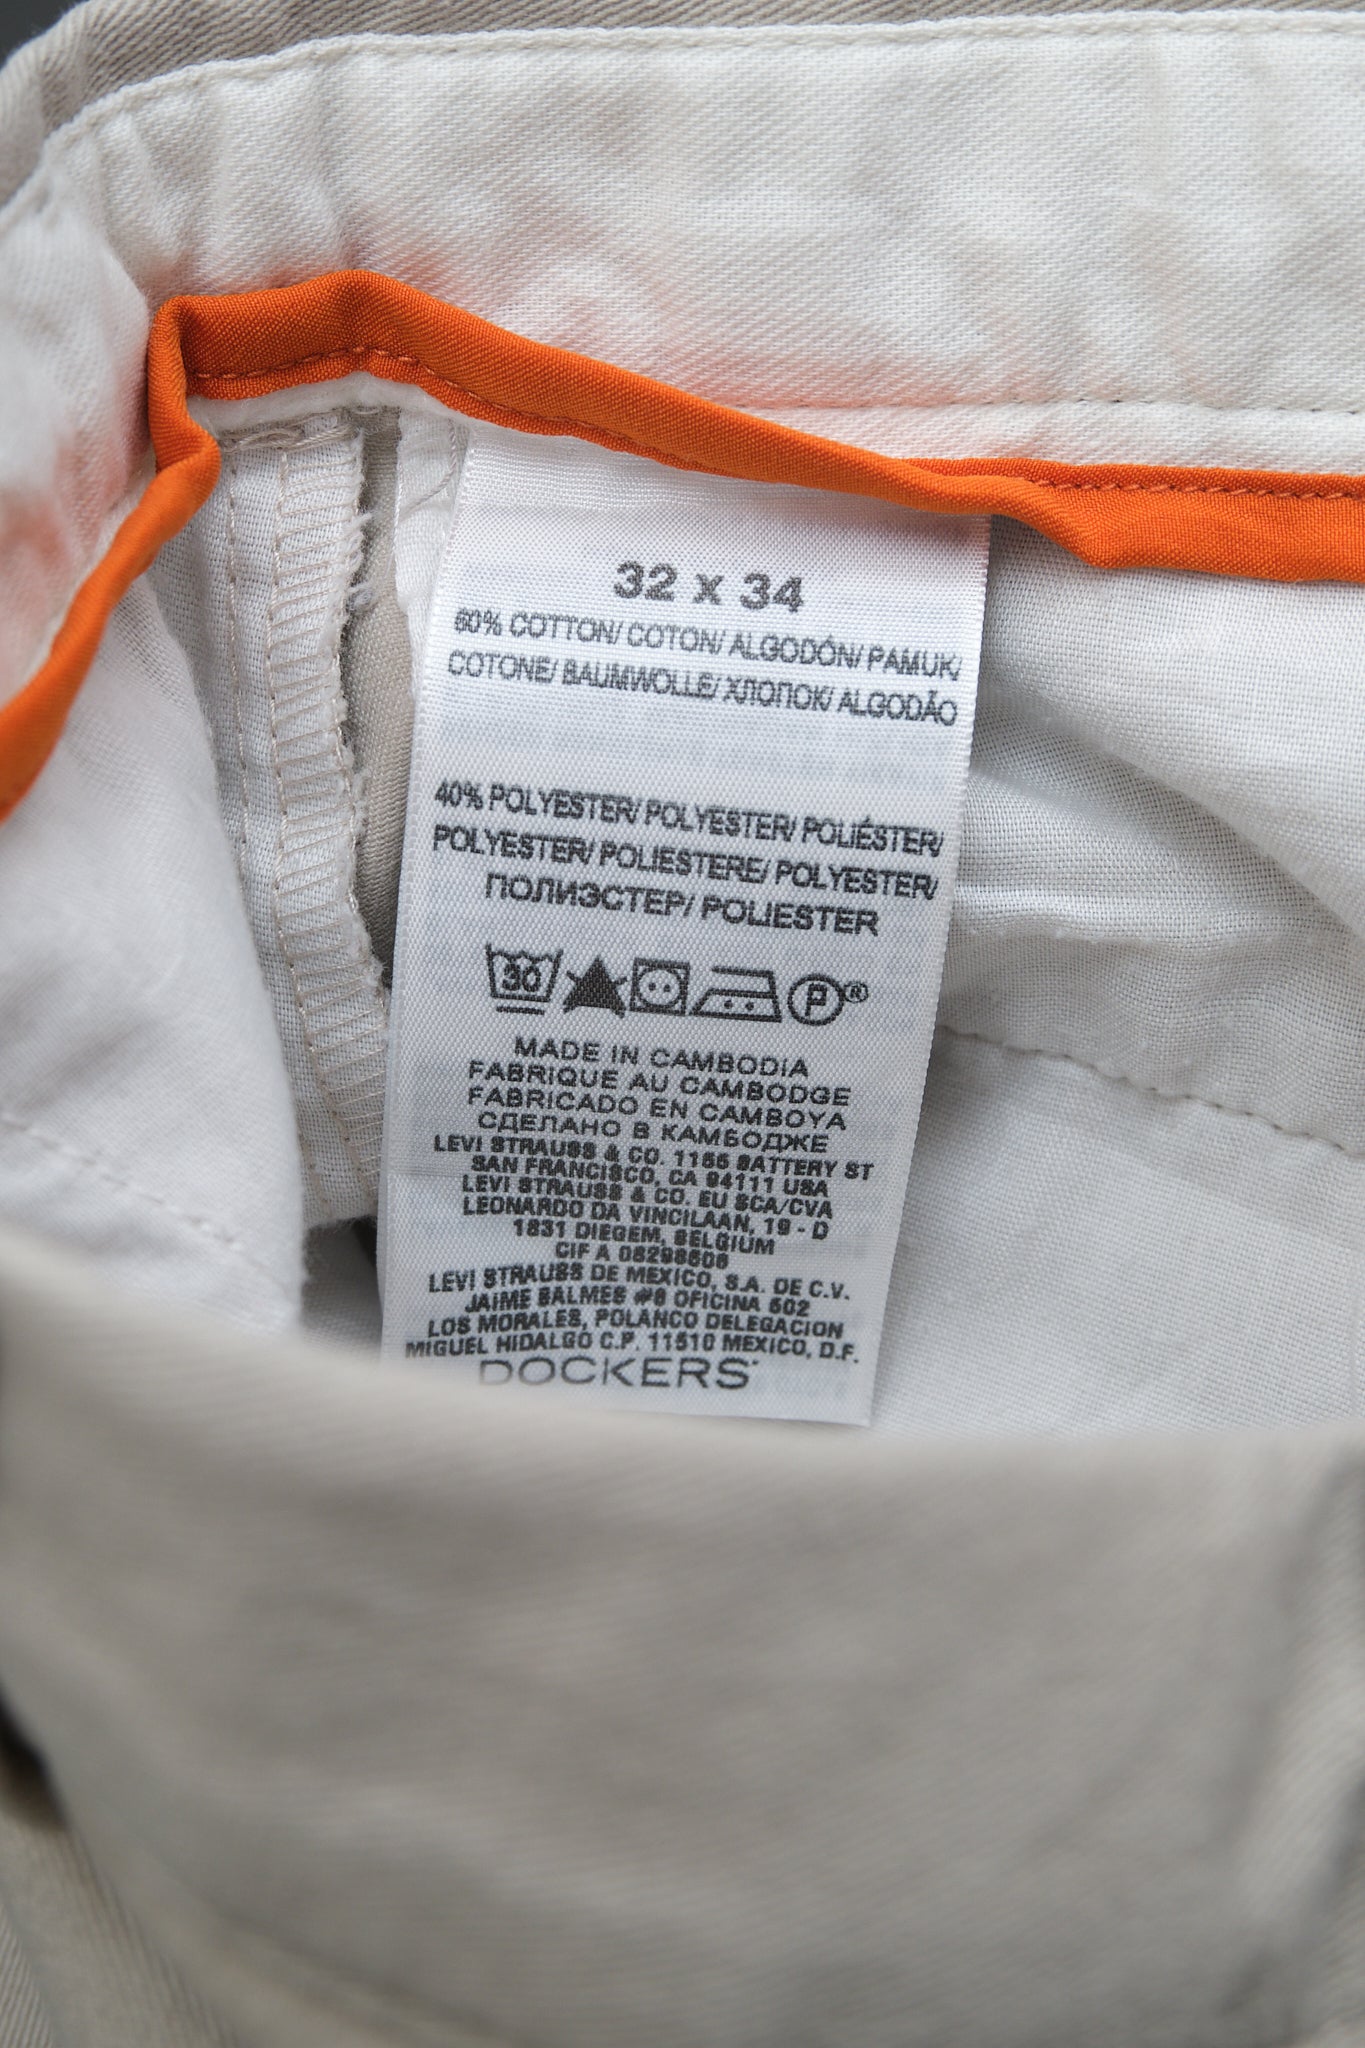 32 x 34
60% COTTON/ COTON/ ALGODÓN/ PAMUK/
COTONE/ BAUMWOLLE/ ХЛОПОК/ ALGODÃO
40% POLYESTER/ POLYESTER/ POLIÉSTER/
POLYESTER/ POLIESTERE/ POLYESTER/
ПОЛИЭСТЕР/ POLIESTER
30 P®
MADE IN CAMBODIA
FABRIQUE AU CAMBODGE
FABRICADO EN CAMBOYA
СДЕЛАНО В КАМБОДЖЕ
LEVI STRAUSS & CO. 1155 BATTERY ST
SAN FRANCISCO, CA 94111 USA
LEVI STRAUSS & CO. EU SCA/CVA
LEONARDO DA VINCILAAN, 19 - D
1831 DIEGEM, BELGIUM
CIF A
LEVI STRAUSS DE MEXICO, S.A. DE C.V.
JAIME BALMES #8 OFICINA 602
LOS MORALES, POLANCO DELEGACION
MIGUEL HIDALGO C.P. 11510 MEXICO, D.F.
DOCKERS